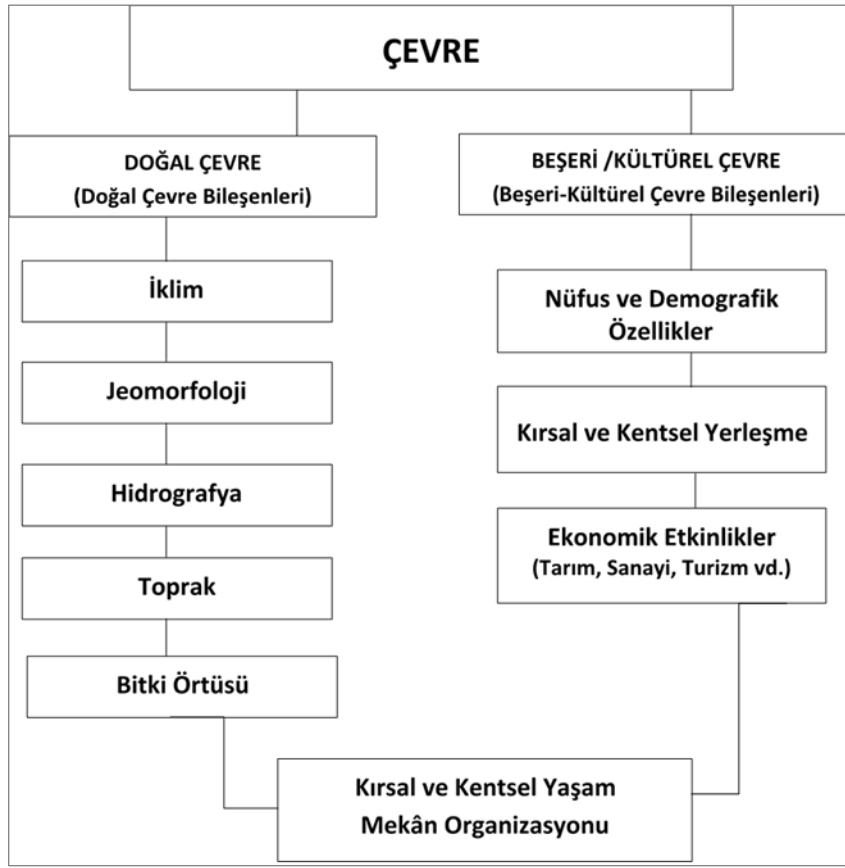 ÇEVRE
DOĞAL ÇEVRE
(Doğal Çevre Bileşenleri)
BEŞERİ /KÜLTÜREL ÇEVRE
(Beşeri-Kültürel Çevre Bileşenleri)
İklim
Jeomorfoloji
Hidrografya
Toprak
Bitki Örtüsü
Nüfus ve Demografik
Özellikler
Kırsal ve Kentsel Yerleşme
Ekonomik Etkinlikler
(Tarım, Sanayi, Turizm vd.)
Kırsal ve Kentsel Yaşam
Mekân Organizasyonu